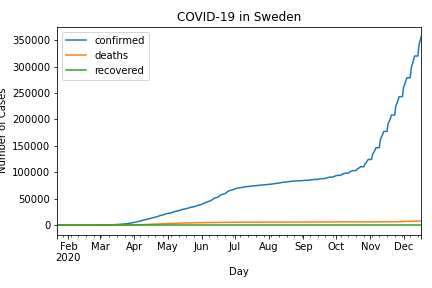 COVID-19 in Sweden
confirmed
deaths
recovered
350000
300000
250000
200000
150000
100000
50000
0
Number of Cases
Feb Mar Apr May Jun Jul Aug Sep Oct Nov Dec
2020
Day